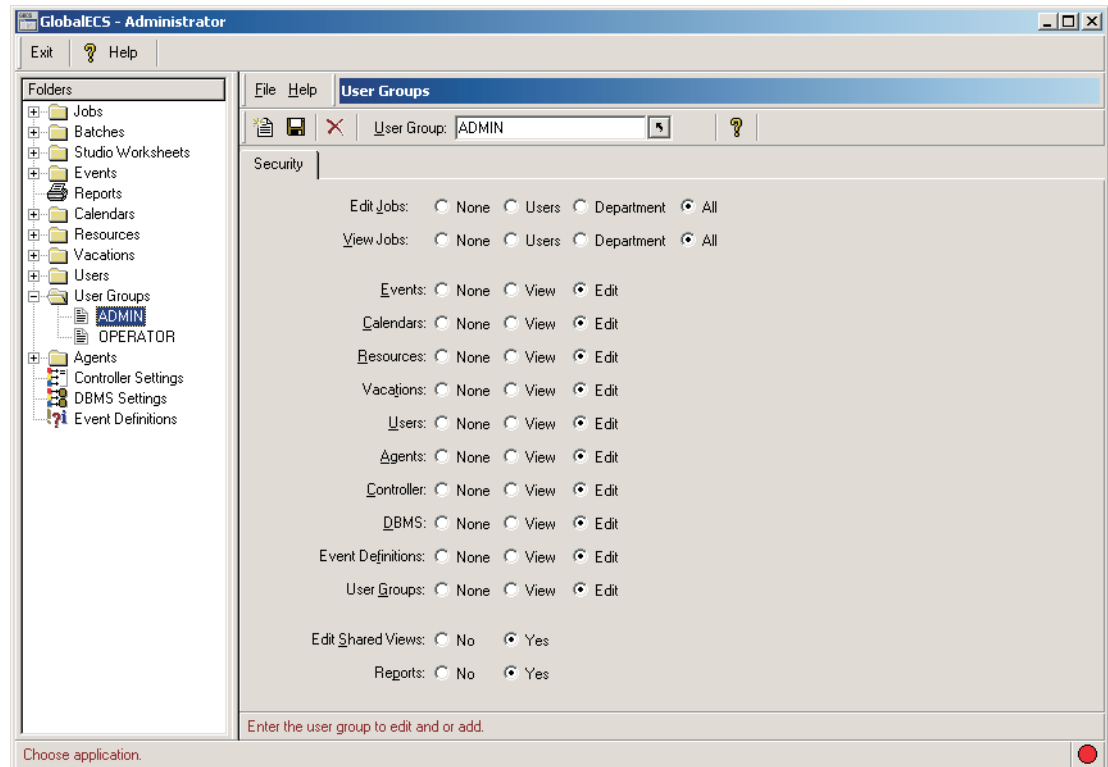 GlobalECS - Administrator
Exit Help
Folders
Jobs
Batches
Studio Worksheets
Events
Reports
Calendars
Resources
Vacations
Users
User Groups
ADMIN
OPERATOR
Agents
Controller Settings
DBMS Settings
Event Definitions
File Help User Groups
User Group: ADMIN
Security
Edit Jobs: None Users Department All
View Jobs: None Users Department All
Events: None View Edit
Calendars: None View Edit
Resources: None View Edit
Vacations: None View Edit
Users: None View Edit
Agents: None View Edit
Controller: None View Edit
DBMS: None View Edit
Event Definitions: None View Edit
User Groups: None View Edit
Edit Shared Views: No Yes
Reports: No Yes
Enter the user group to edit and or add.
Choose application.